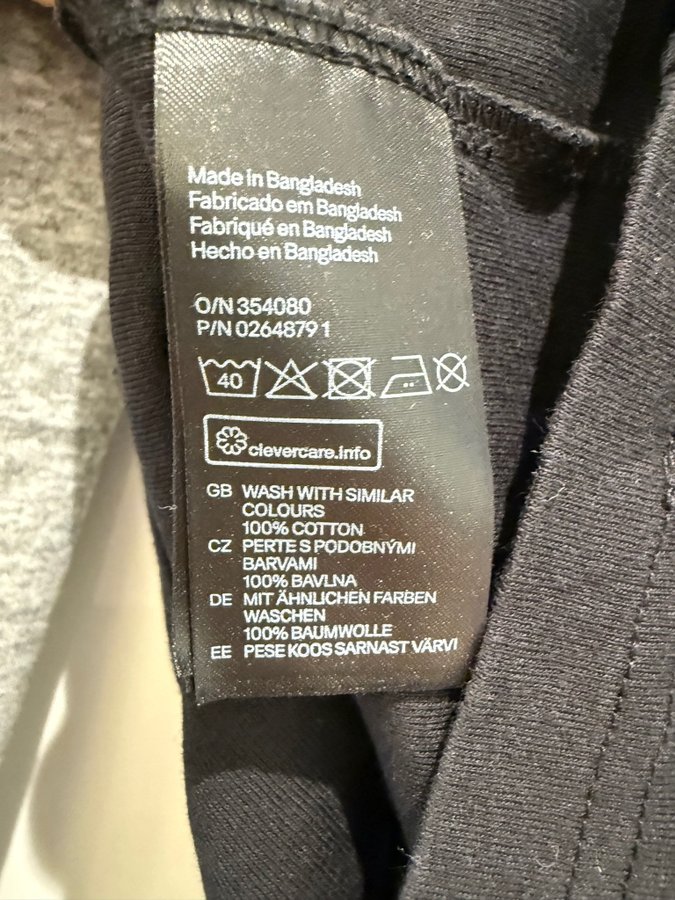 Made in Bangladesh
Fabricado em Bangladesh
Fabriqué en Bangladesh
Hecho en Bangladesh
O/N 354080
P/N 02648791
40
clevercare.info
GB WASH WITH SIMILAR
COLOURS
100% COTTON
CZ PERTE S PODOBNÝMI
BARVAMI
100% BAVLNA
DE MIT ÄHNLICHEN FARBEN
WASCHEN
100% BAUMWOLLE
EE PESE KOOS SARNAST VÄRVI